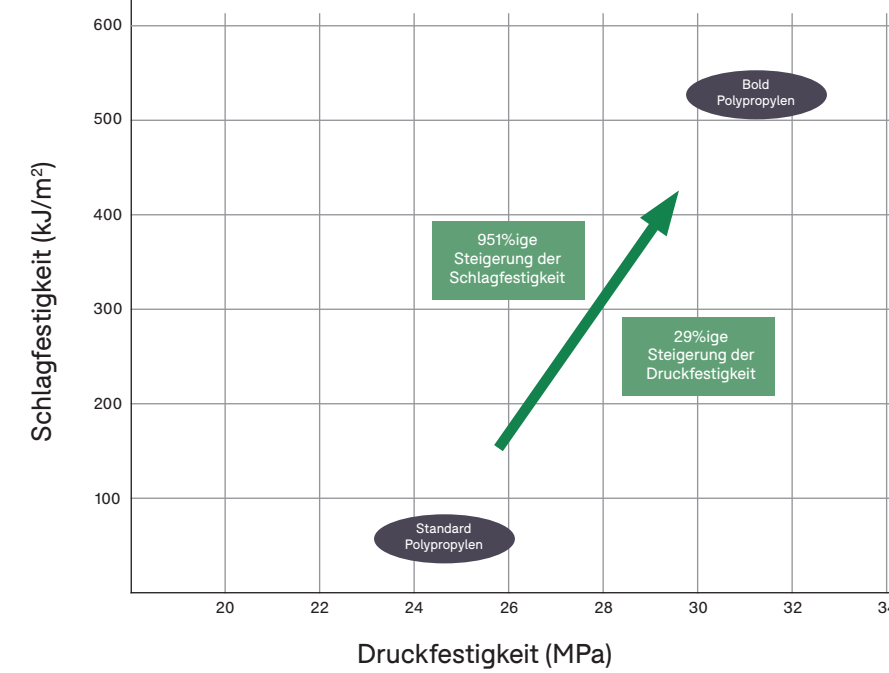 600
500
400
300
200
100
Schlagfestigkeit (kJ/m²)
Bold
Polypropylen
951%ige
Steigerung der
Schlagfestigkeit
29%ige
Steigerung der
Druckfestigkeit
Standard
Polypropylen
20 22 24 26 28 30 32
Druckfestigkeit (MPa)